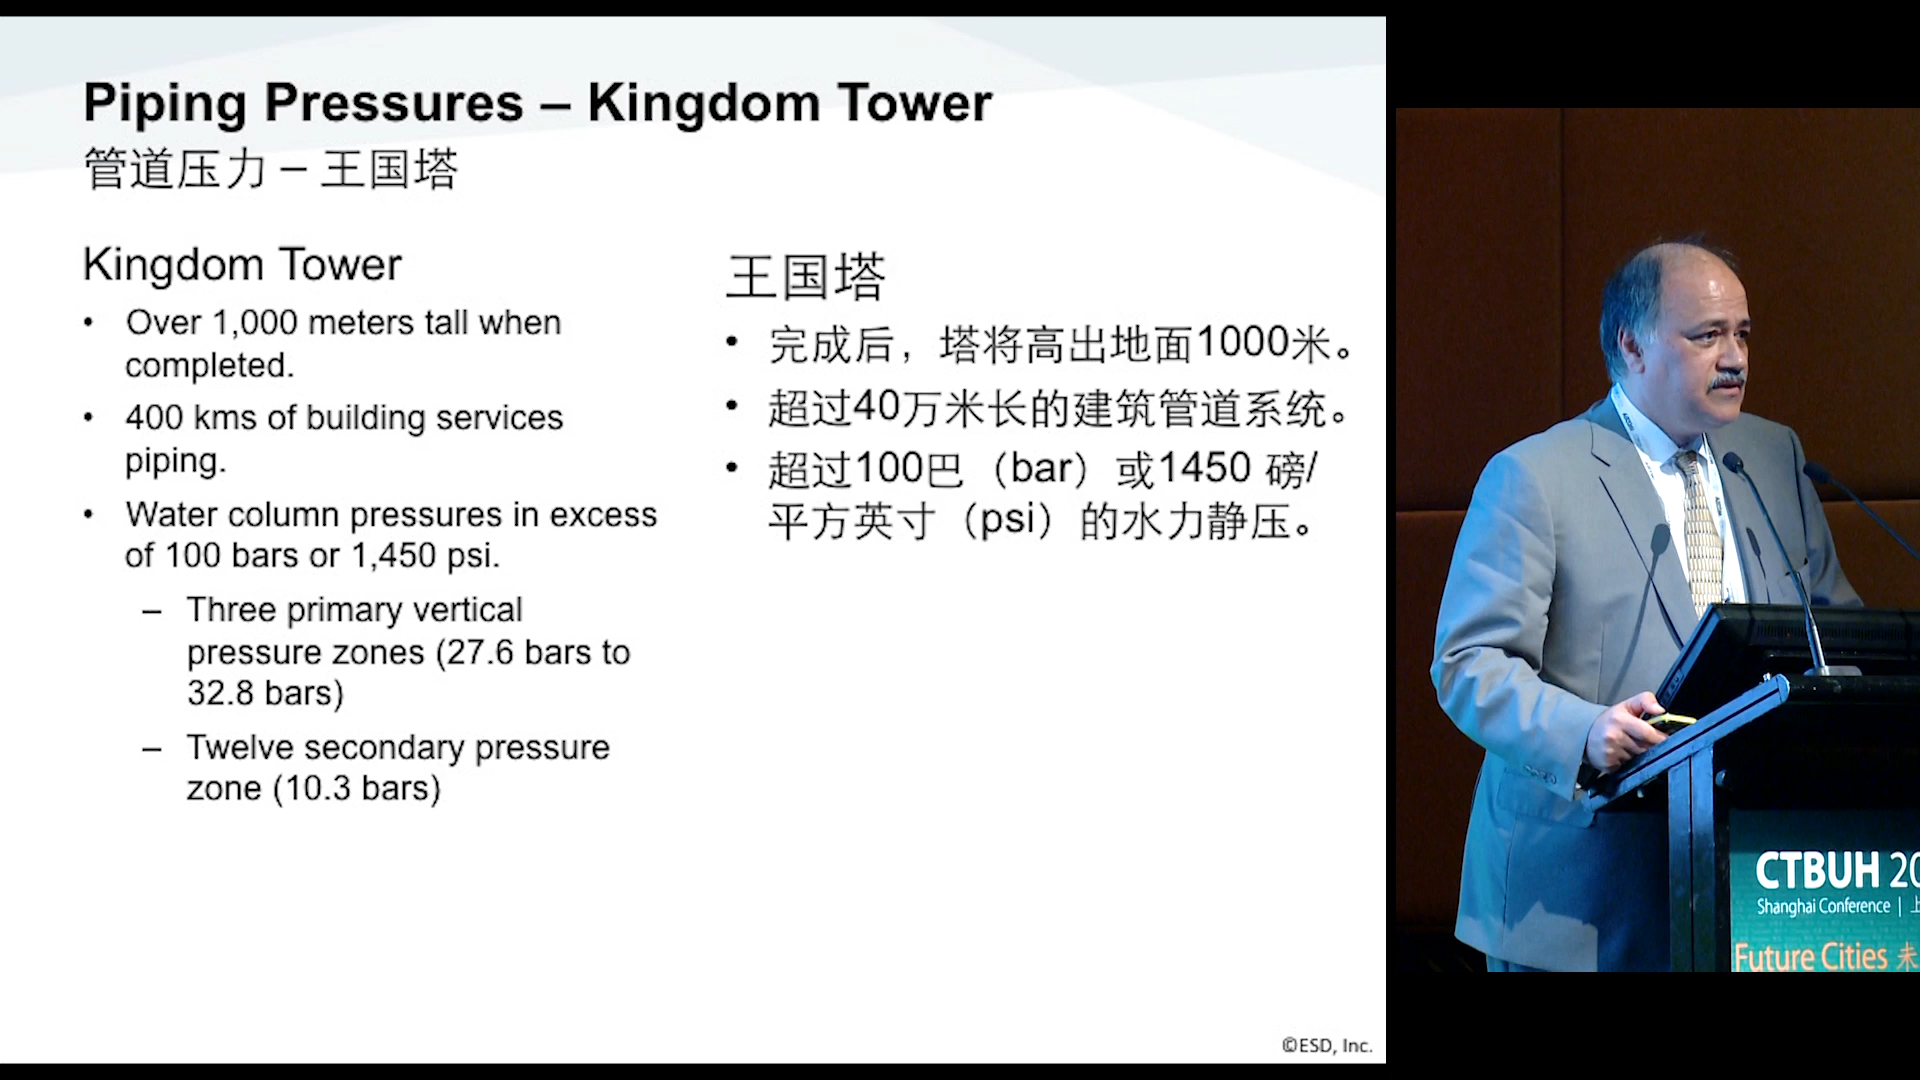 Piping Pressures – Kingdom Tower
管道压力 – 王国塔
Kingdom Tower
• Over 1,000 meters tall when
completed.
• 400 kms of building services
piping.
• Water column pressures in excess
of 100 bars or 1,450 psi.
– Three primary vertical
pressure zones (27.6 bars to
32.8 bars)
– Twelve secondary pressure
zone (10.3 bars)
王国塔
• 完成后，塔将高出地面1000米。
• 超过40万米长的建筑管道系统。
• 超过100巴（bar）或1450 磅/
平方英寸（psi）的水力静压。
©ESD, Inc.
CTBUH 20
Shanghai Conference | 上
Future Cities 未